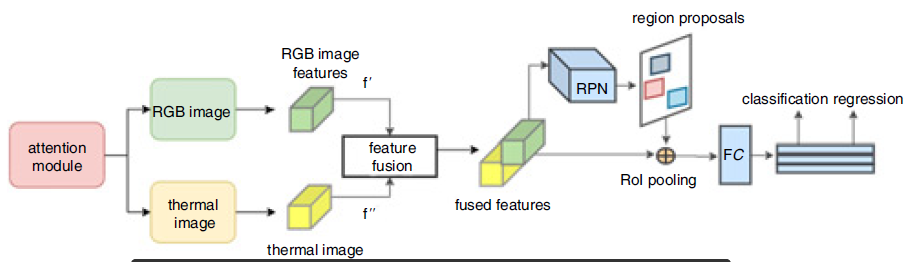 region proposals
RGB image
features
f′
RPN
classification regression
RGB image
attention
module
feature
fusion
FC
RoI pooling
thermal
image
f′′
fused features
thermal image